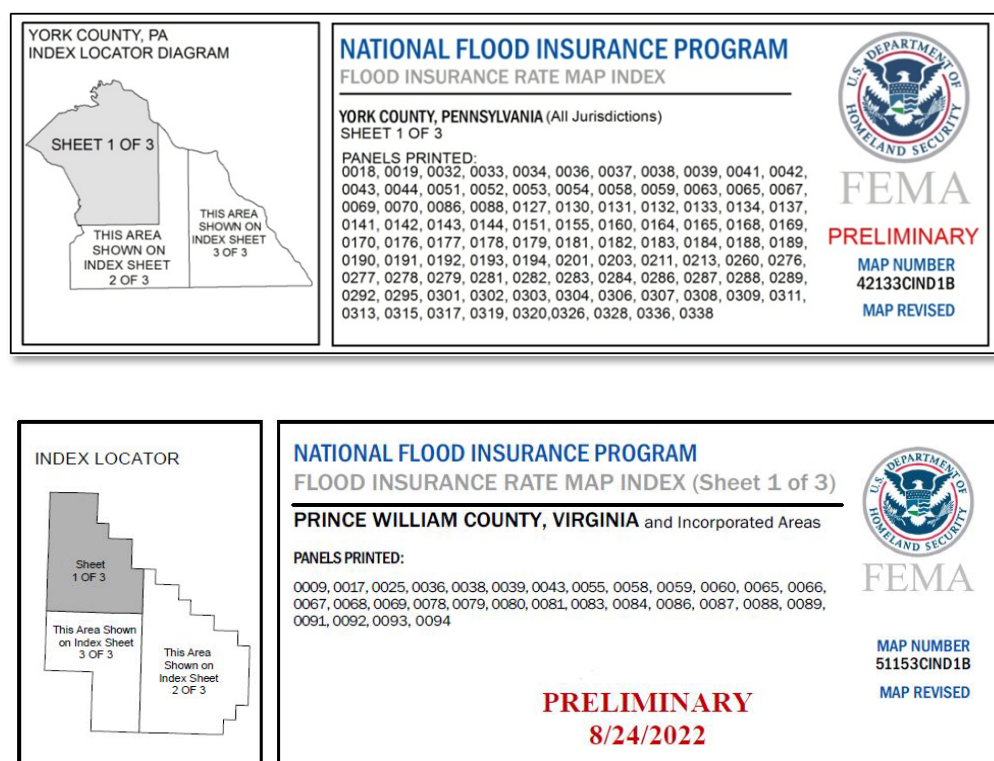 YORK COUNTY, PA
INDEX LOCATOR DIAGRAM
SHEET 1 OF 3
THIS AREA
SHOWN ON
INDEX SHEET
3 OF 3
THIS AREA
SHOWN ON
INDEX SHEET
2 OF 3
NATIONAL FLOOD INSURANCE PROGRAM
FLOOD INSURANCE RATE MAP INDEX
YORK COUNTY, PENNSYLVANIA (All Jurisdictions)
SHEET 1 OF 3
PANELS PRINTED:
0018, 0019, 0032, 0033, 0034, 0036, 0037, 0038, 0039, 0041, 0042,
0043, 0044, 0051, 0052, 0053, 0054, 0058, 0059, 0063, 0065, 0067,
0069, 0070, 0086, 0088, 0127, 0130, 0131, 0132, 0133, 0134, 0137,
0141, 0142, 0143, 0144, 0151, 0155, 0160, 0164, 0165, 0168, 0169,
0170, 0176, 0177, 0178, 0179, 0181, 0182, 0183, 0184, 0188, 0189,
0190, 0191, 0192, 0193, 0194, 0201, 0203, 0211, 0213, 0260, 0276,
0277, 0278, 0279, 0281, 0282, 0283, 0284, 0286, 0287, 0288, 0289,
0292, 0295, 0301, 0302, 0303, 0304, 0306, 0307, 0308, 0309, 0311,
0313, 0315, 0317, 0319, 0320,0326, 0328, 0336, 0338
U.S. DEPARTMENT OF
HOMELAND SECURITY
FEMA
PRELIMINARY
MAP NUMBER
42133CIND1B
MAP REVISED
INDEX LOCATOR
Sheet
1 OF 3
This Area Shown
on Index Sheet
3 OF 3
This Area
Shown on
Index Sheet
2 OF 3
NATIONAL FLOOD INSURANCE PROGRAM
FLOOD INSURANCE RATE MAP INDEX (Sheet 1 of 3)
PRINCE WILLIAM COUNTY, VIRGINIA and Incorporated Areas
PANELS PRINTED:
0009, 0017, 0025, 0036, 0038, 0039, 0043, 0055, 0058, 0059, 0060, 0065, 0066,
0067, 0068, 0069, 0078, 0079, 0080, 0081, 0083, 0084, 0086, 0087, 0088, 0089,
0091, 0092, 0093, 0094
PRELIMINARY
8/24/2022
U.S. DEPARTMENT OF
HOMELAND SECURITY
FEMA
MAP NUMBER
51153CIND1B
MAP REVISED